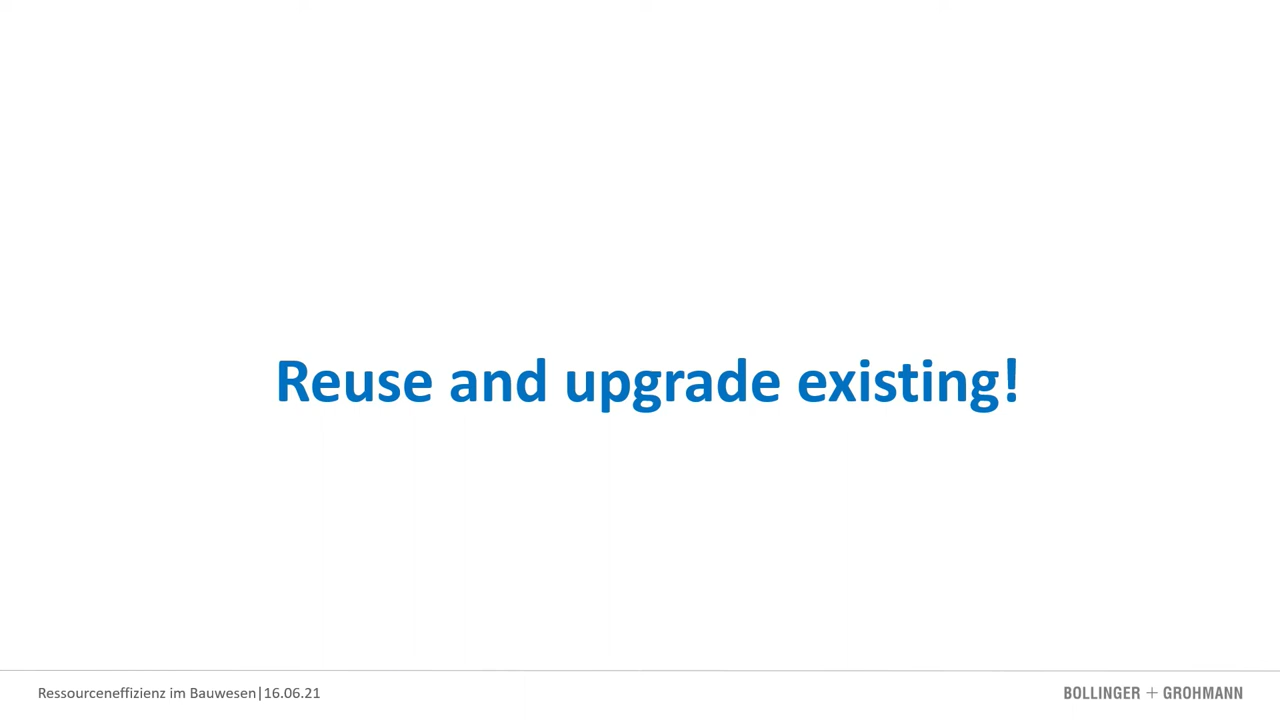 Reuse and upgrade existing!
Ressourceneffizienz im Bauwesen|16.06.21
BOLLINGER + GROHMANN